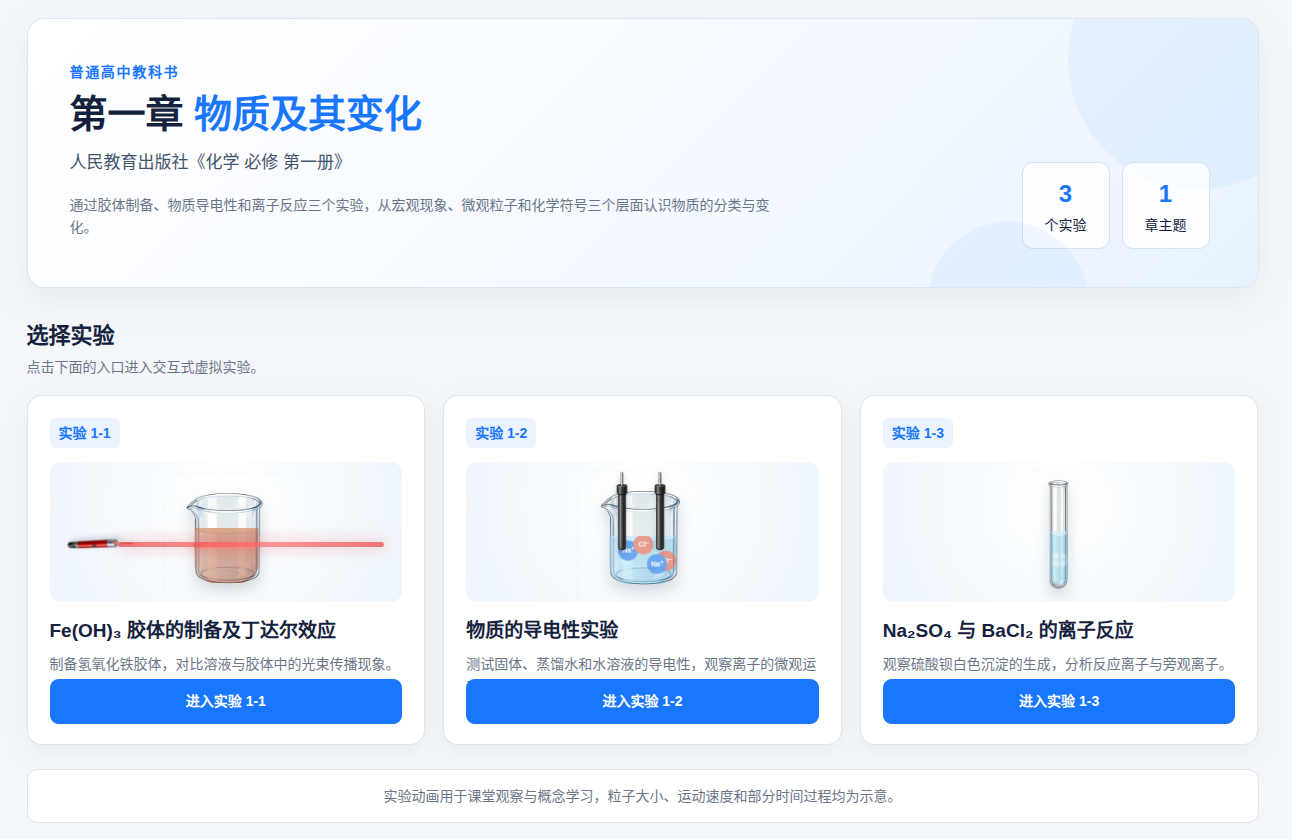 普通高中教科书
第一章 物质及其变化
人民教育出版社《化学 必修 第一册》
通过胶体制备、物质导电性和离子反应三个实验，从宏观现象、微观粒子和化学符号三个层面认识物质的分类与变
化。
3
个实验
1
章主题
选择实验
点击下面的入口进入交互式虚拟实验。
实验 1-1
Fe(OH)₃ 胶体的制备及丁达尔效应
制备氢氧化铁胶体，对比溶液与胶体中的光束传播现象。
进入实验 1-1
实验 1-2
Cl⁻
Na⁺
物质的导电性实验
测试固体、蒸馏水和水溶液的导电性，观察离子的微观运
进入实验 1-2
实验 1-3
Na₂SO₄ 与 BaCl₂ 的离子反应
观察硫酸钡白色沉淀的生成，分析反应离子与旁观离子。
进入实验 1-3
实验动画用于课堂观察与概念学习，粒子大小、运动速度和部分时间过程均为示意。